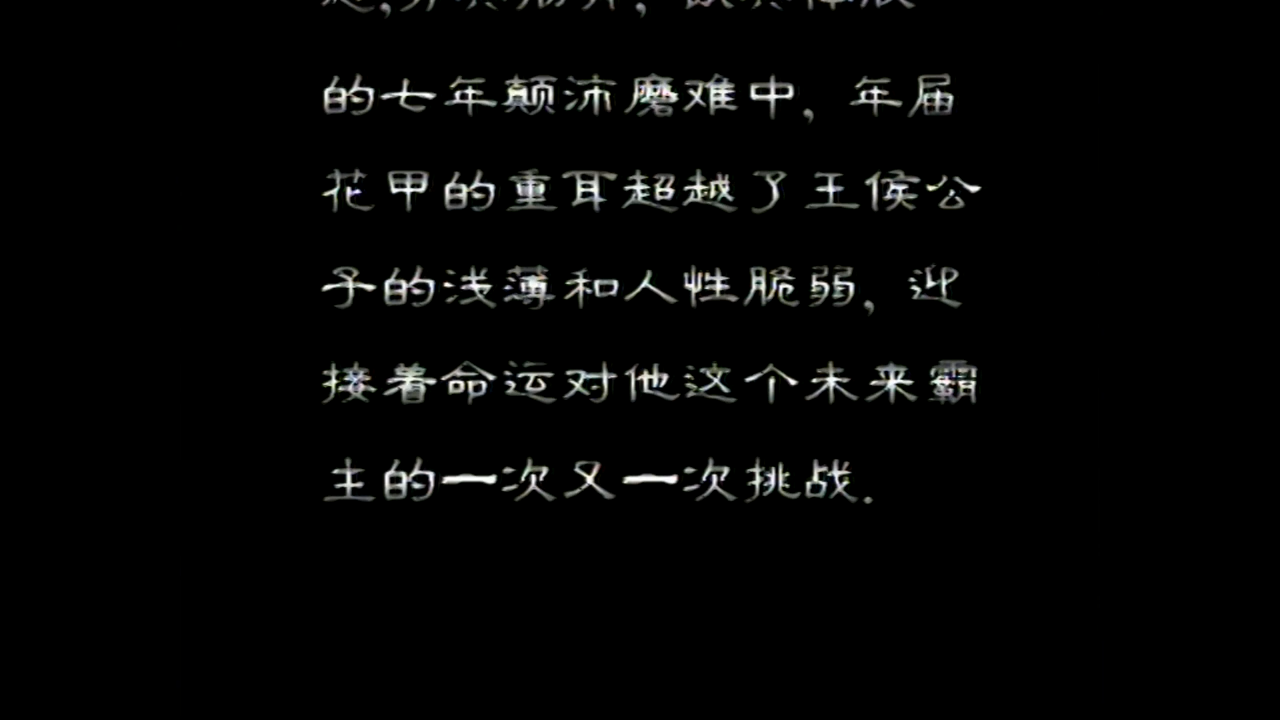 的七年颠沛磨难中, 年届
花甲的重耳超越了王侯公
子的浅薄和人性脆弱, 迎
接着命运对他这个未来霸
主的一次又一次挑战.